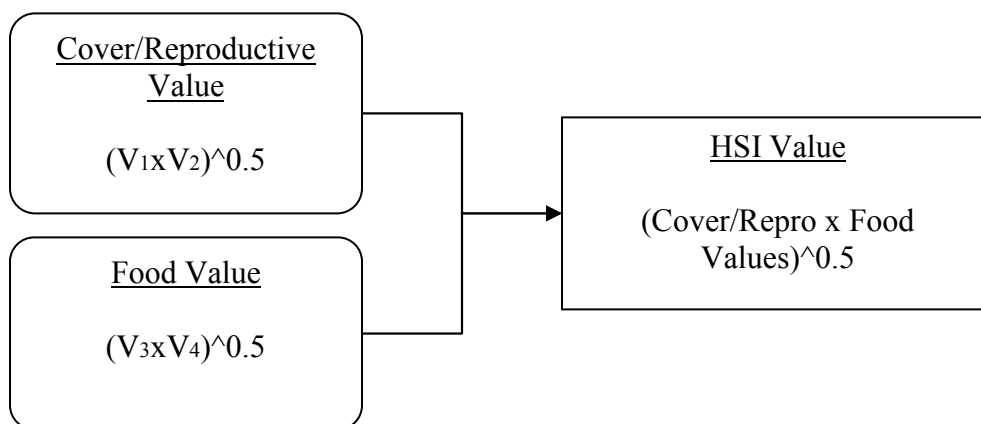 Cover/Reproductive
Value
(V₁xV₂)^0.5
Food Value
(V₃xV₄)^0.5
HSI Value
(Cover/Repro x Food
Values)^0.5